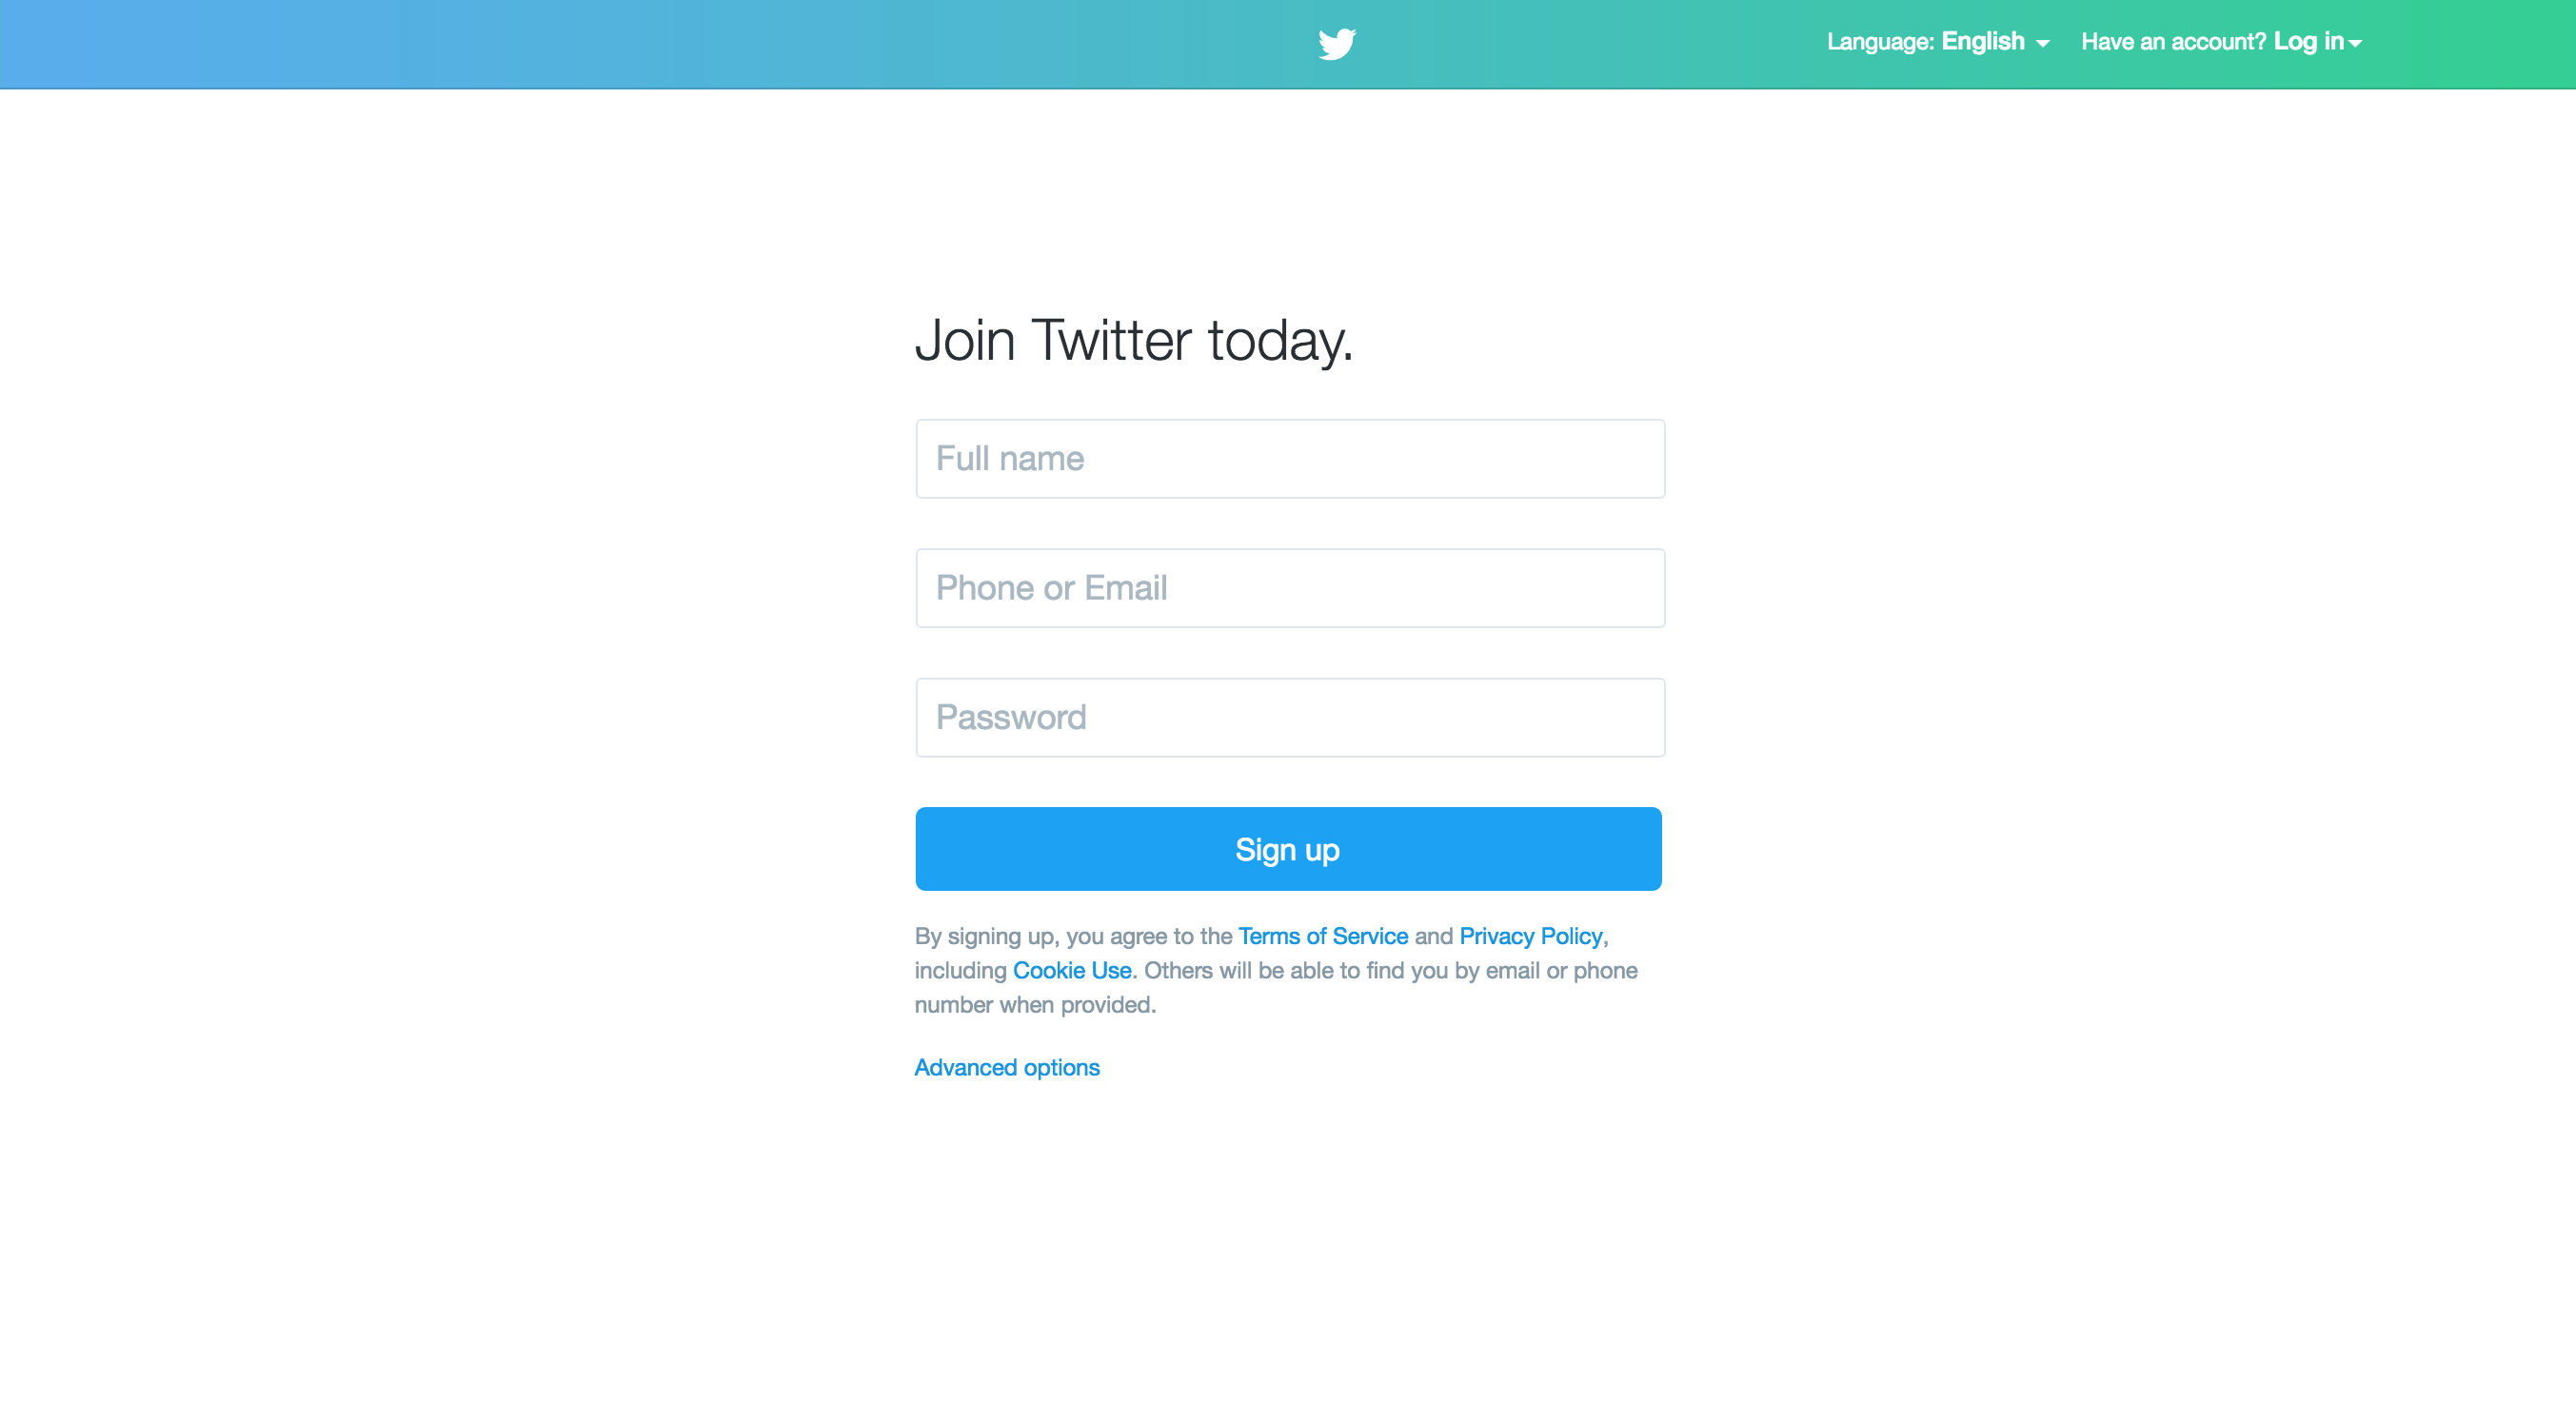 Language: English Have an account? Log in
Join Twitter today.
Full name
Phone or Email
Password
Sign up
By signing up, you agree to the Terms of Service and Privacy Policy,
including Cookie Use. Others will be able to find you by email or phone
number when provided.
Advanced options